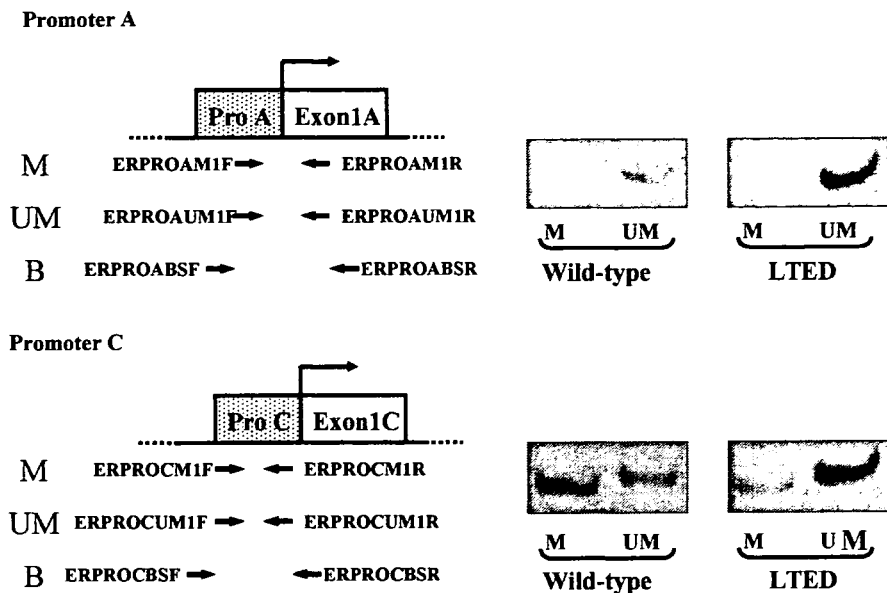 Promoter A
Pro A Exon1A
M ERPROAM1F ERPROAM1R
UM ERPROAUM1F ERPROAUM1R
B ERPROABSF ERPROABSR
M UM M UM
Wild-type LTED
Promoter C
Pro C Exon1C
M ERPROCM1F ERPROCM1R
UM ERPROCUM1F ERPROCUM1R
B ERPROCBSF ERPROCBSR
M UM M UM
Wild-type LTED